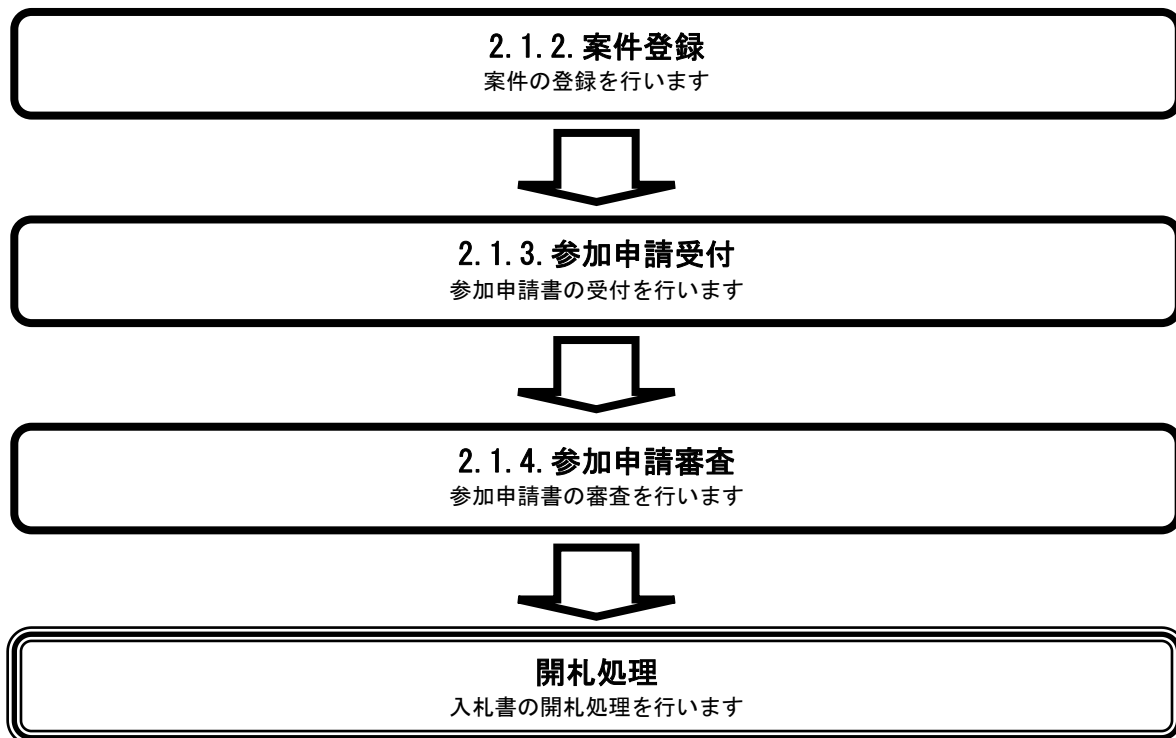 2.1.2.案件登録
案件の登録を行います
2.1.3.参加申請受付
参加申請書の受付を行います
2.1.4.参加申請審査
参加申請書の審査を行います
開札処理
入札書の開札処理を行います